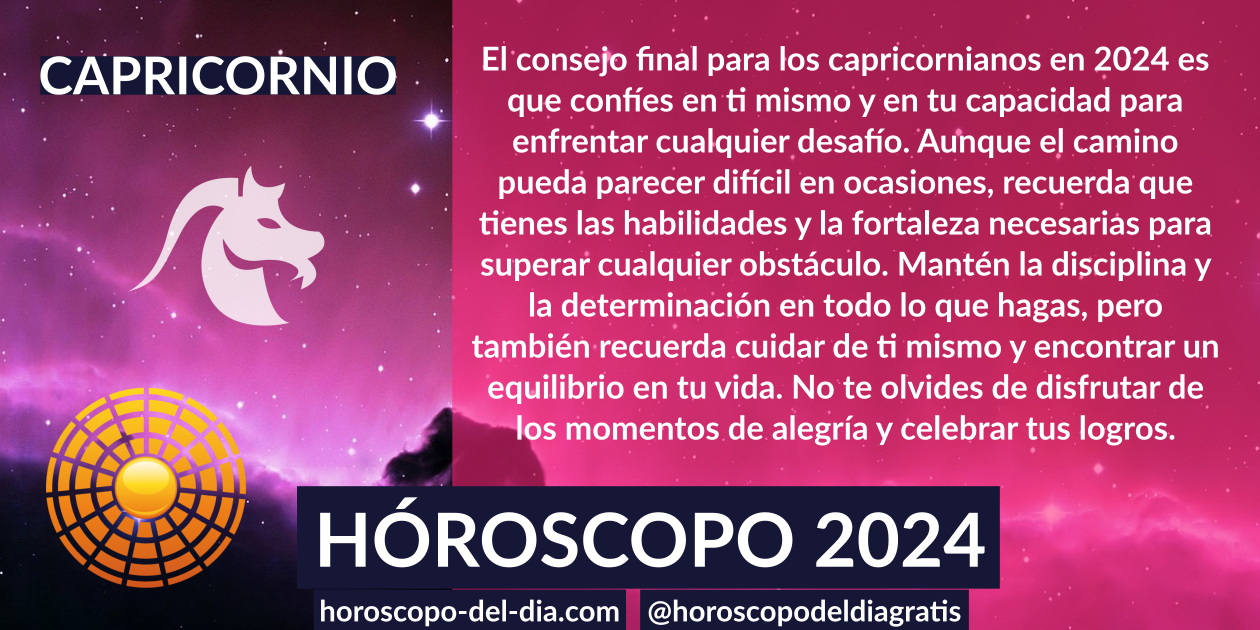 CAPRICORNIO
El consejo final para los capricornianos en 2024 es
que confíes en ti mismo y en tu capacidad para
enfrentar cualquier desafío. Aunque el camino
pueda parecer difícil en ocasiones, recuerda que
tienes las habilidades y la fortaleza necesarias para
superar cualquier obstáculo. Mantén la disciplina y
la determinación en todo lo que hagas, pero
también recuerda cuidar de ti mismo y encontrar un
equilibrio en tu vida. No te olvides de disfrutar de
los momentos de alegría y celebrar tus logros.
HÓROSCOPO 2024
horoscopo-del-dia.com @horoscopodeldiagratis